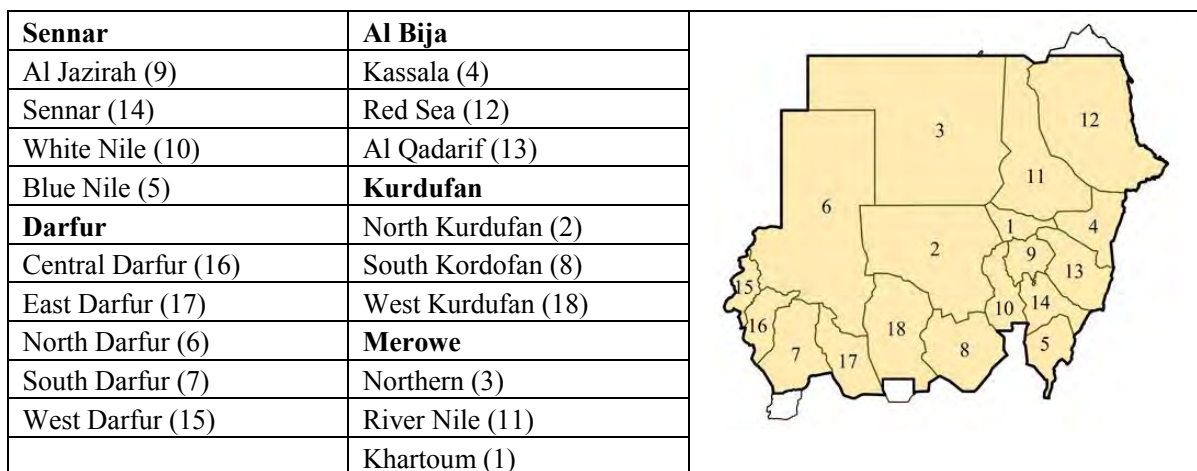 Sennar Al Bija
Al Jazirah (9) Kassala (4)
Sennar (14) Red Sea (12)
White Nile (10) Al Qadarif (13)
Blue Nile (5) Kurdufan
Darfur North Kurdufan (2)
Central Darfur (16) South Kordofan (8)
East Darfur (17) West Kurdufan (18)
North Darfur (6) Merowe
South Darfur (7) Northern (3)
West Darfur (15) River Nile (11)
Khartoum (1)
12
3
11
6
1 4
2 9
13
15
10 14
16 18
7 17 8 5